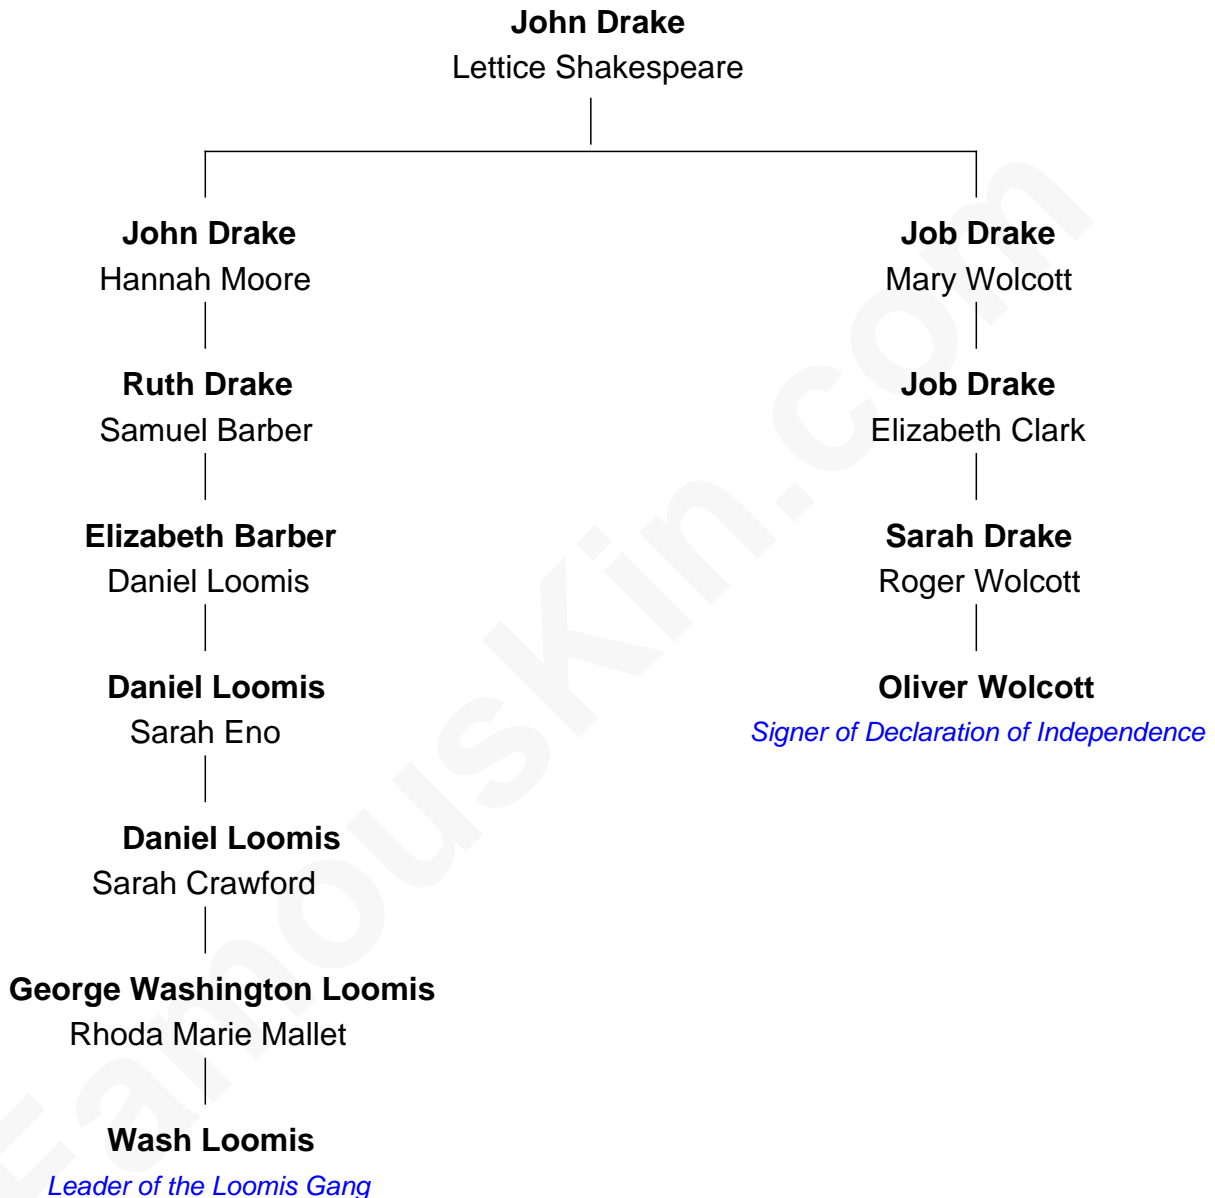 John Drake
Lettice Shakespeare
John Drake
Hannah Moore
Job Drake
Mary Wolcott
Ruth Drake
Samuel Barber
Job Drake
Elizabeth Clark
Elizabeth Barber
Daniel Loomis
Sarah Drake
Roger Wolcott
Daniel Loomis
Sarah Eno
Oliver Wolcott
Signer of Declaration of Independence
Daniel Loomis
Sarah Crawford
George Washington Loomis
Rhoda Marie Mallet
Wash Loomis
Leader of the Loomis Gang
FamousKin.com